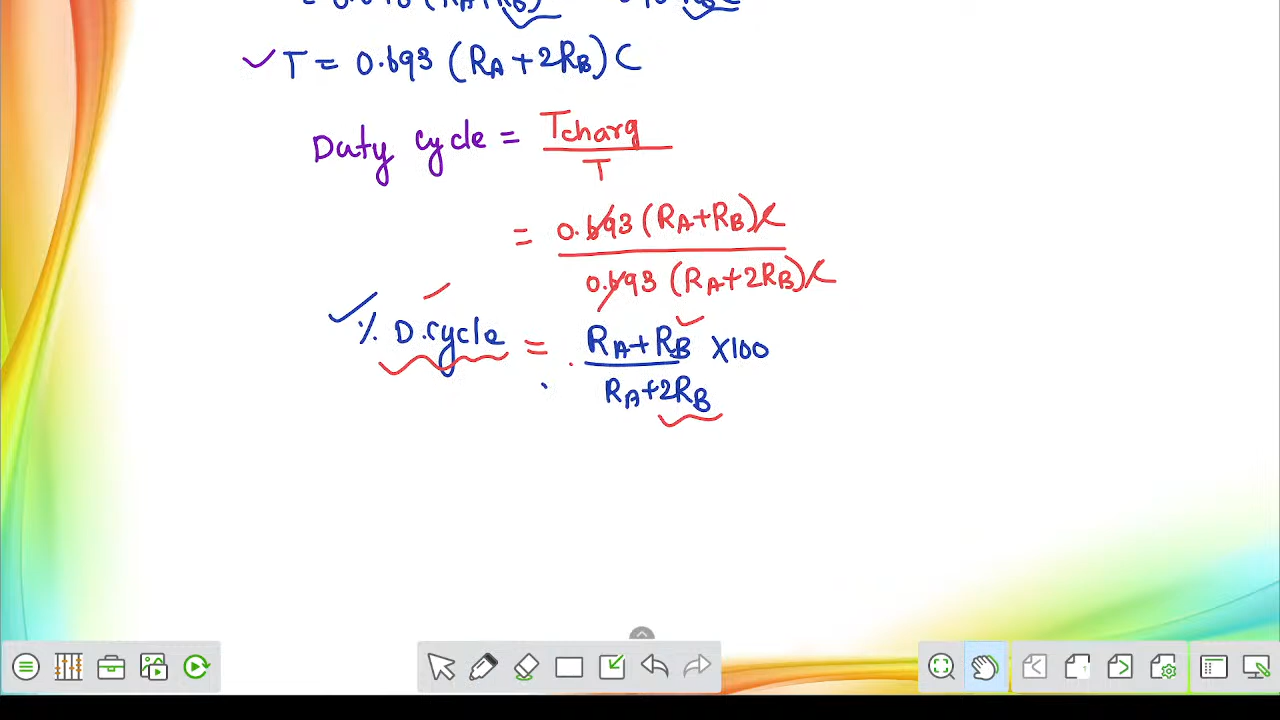 T = 0.693 (RA+2RB) C
Duty cycle = Tcharg / T
= 0.693 (RA+RB) C / 0.693 (RA+2RB) C
% D.cycle = RA+RB / RA+2RB X100